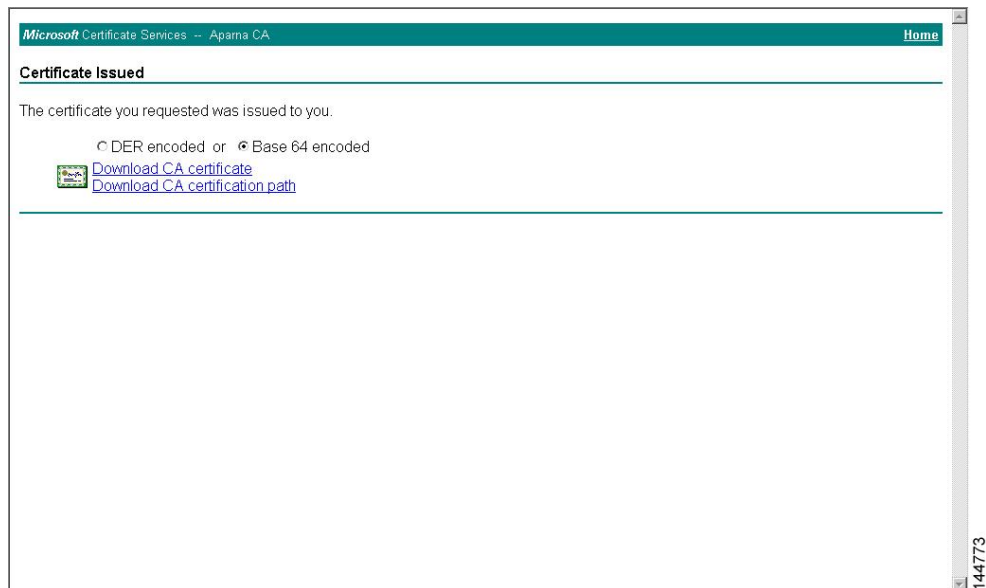 Microsoft Certificate Services -- Aparna CA Home
Certificate Issued
The certificate you requested was issued to you.
DER encoded or Base 64 encoded
Download CA certificate
Download CA certification path
144773